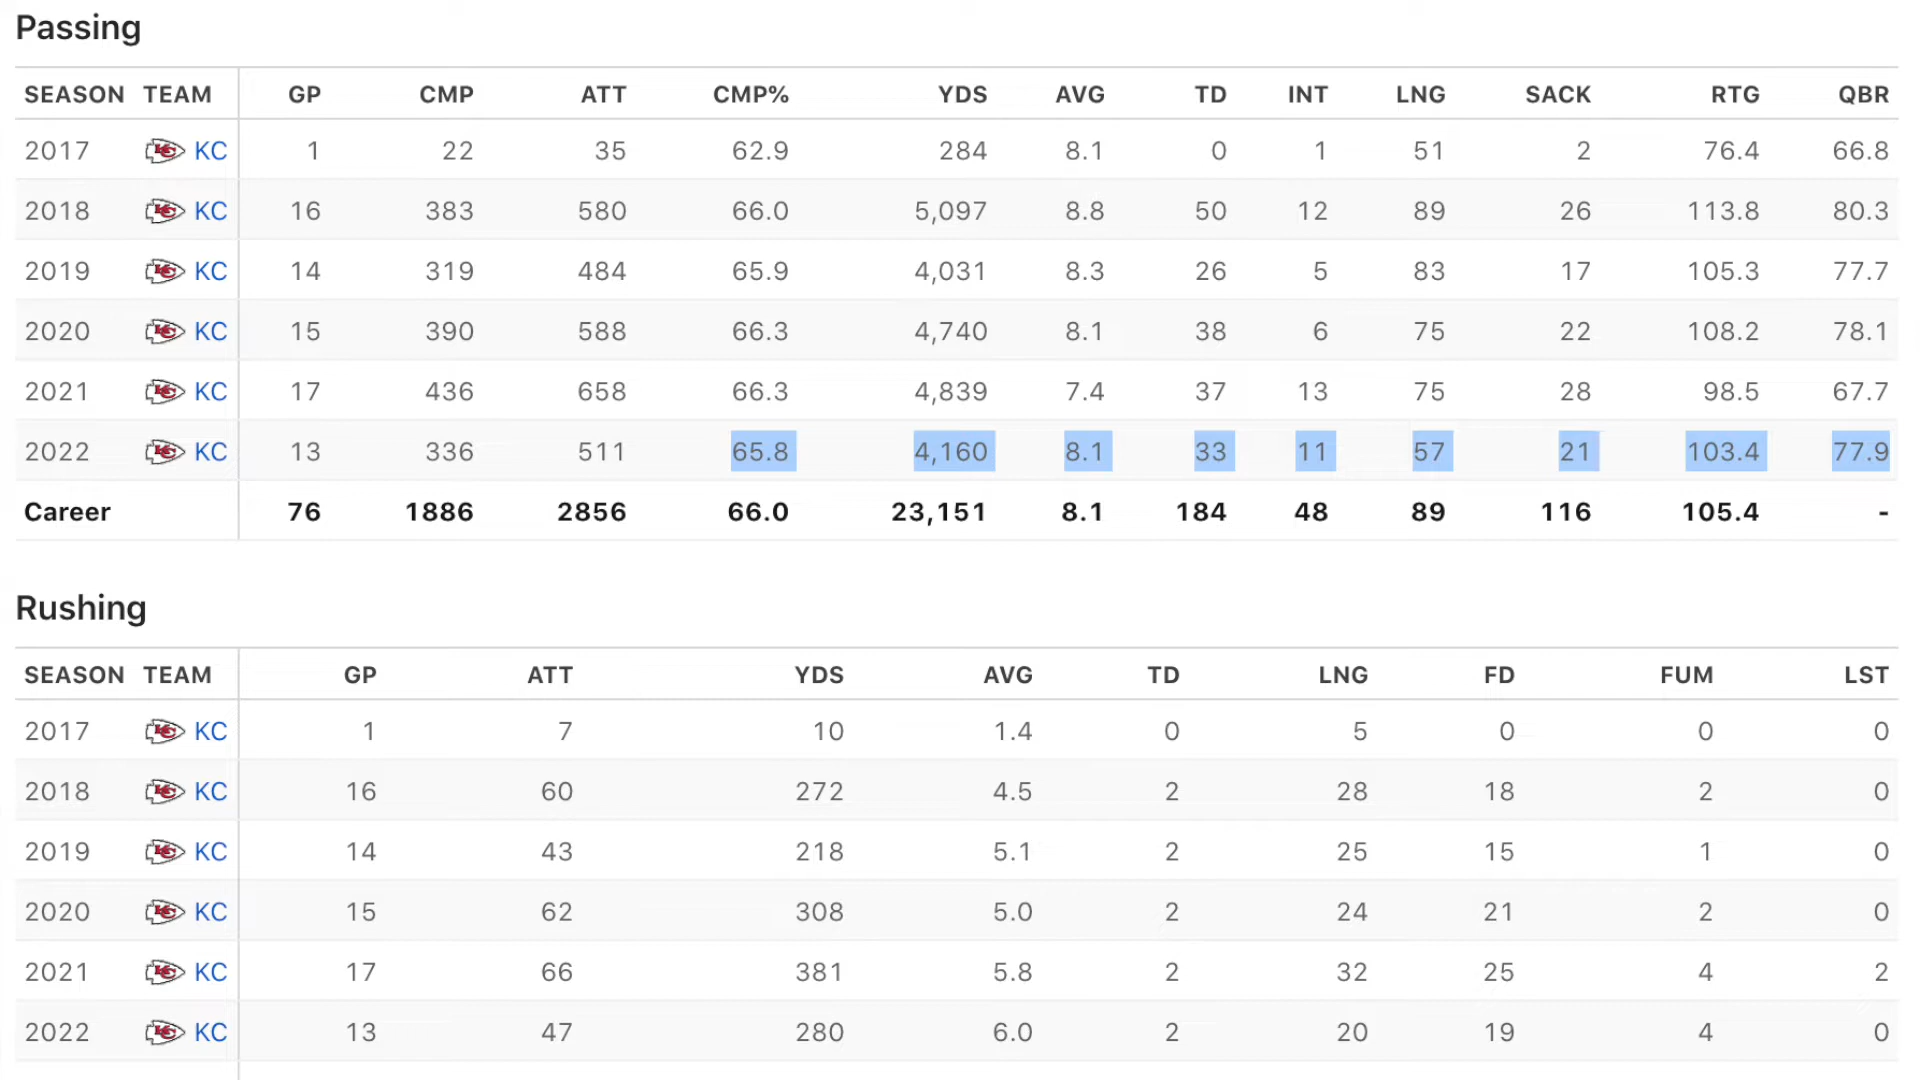 Passing
SEASON TEAM GP CMP ATT CMP% YDS AVG TD INT LNG SACK RTG QBR
2017 KC 1 22 35 62.9 284 8.1 0 1 51 2 76.4 66.8
2018 KC 16 383 580 66.0 5,097 8.8 50 12 89 26 113.8 80.3
2019 KC 14 319 484 65.9 4,031 8.3 26 5 83 17 105.3 77.7
2020 KC 15 390 588 66.3 4,740 8.1 38 6 75 22 108.2 78.1
2021 KC 17 436 658 66.3 4,839 7.4 37 13 75 28 98.5 67.7
2022 KC 13 336 511 65.8 4,160 8.1 33 11 57 21 103.4 77.9
Career 76 1886 2856 66.0 23,151 8.1 184 48 89 116 105.4 -
Rushing
SEASON TEAM GP ATT YDS AVG TD LNG FD FUM LST
2017 KC 1 7 10 1.4 0 5 0 0 0
2018 KC 16 60 272 4.5 2 28 18 2 0
2019 KC 14 43 218 5.1 2 25 15 1 0
2020 KC 15 62 308 5.0 2 24 21 2 0
2021 KC 17 66 381 5.8 2 32 25 4 2
2022 KC 13 47 280 6.0 2 20 19 4 0